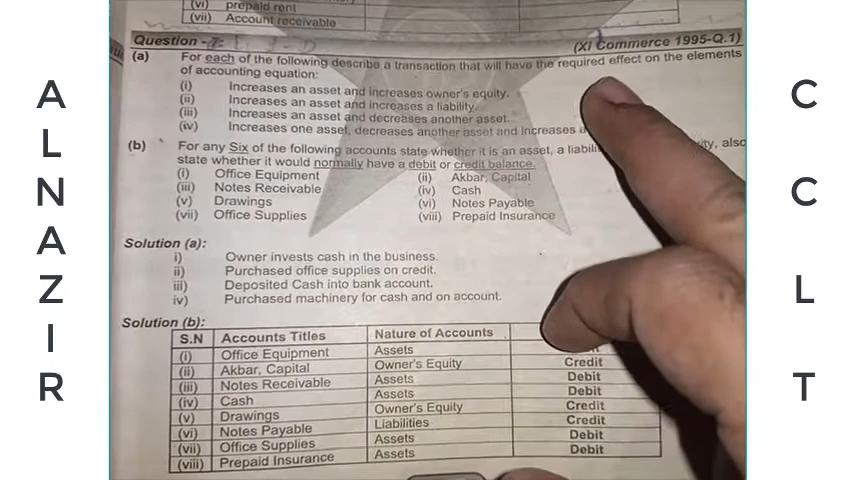 (vi) prepaid rent
(vii) Account receivable
Question -7:
(XI Commerce 1995-Q.1)
(a) For each of the following describe a transaction that will have the required effect on the elements
of accounting equation:
(i) Increases an asset and increases owner's equity.
(ii) Increases an asset and increases a liability.
(iii) Increases an asset and decreases another asset.
(iv) Increases one asset, decreases another asset and increases a
(b) For any Six of the following accounts state whether it is an asset, a also
state whether it would normally have a debit or credit balance.
(i) Office Equipment (ii) Akbar, Capital
(iii) Notes Receivable (iv) Cash
(v) Drawings (vi) Notes Payable
(vii) Office Supplies (viii) Prepaid Insurance
Solution (a):
i) Owner invests cash in the business.
ii) Purchased office supplies on credit.
iii) Deposited Cash into bank account.
iv) Purchased machinery for cash and on account.
Solution (b):
S.N Accounts Titles Nature of Accounts
(i) Office Equipment Assets
(ii) Akbar, Capital Owner's Equity Credit
(iii) Notes Receivable Assets Debit
(iv) Cash Assets Debit
(v) Drawings Owner's Equity Credit
(vi) Notes Payable Liabilities Credit
(vii) Office Supplies Assets Debit
(viii) Prepaid Insurance Assets Debit
A
L
N
A
Z
I
R
C
C
L
T